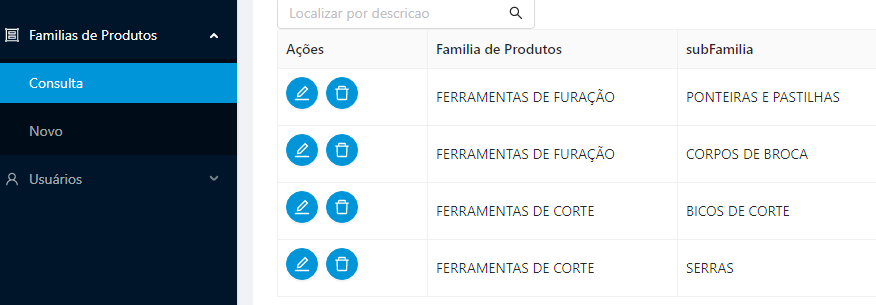 Localizar por descricao
Familias de Produtos
Consulta
Novo
Usuários
Ações Familia de Produtos subFamilia
FERRAMENTAS DE FURAÇÃO PONTEIRAS E PASTILHAS
FERRAMENTAS DE FURAÇÃO CORPOS DE BROCA
FERRAMENTAS DE CORTE BICOS DE CORTE
FERRAMENTAS DE CORTE SERRAS